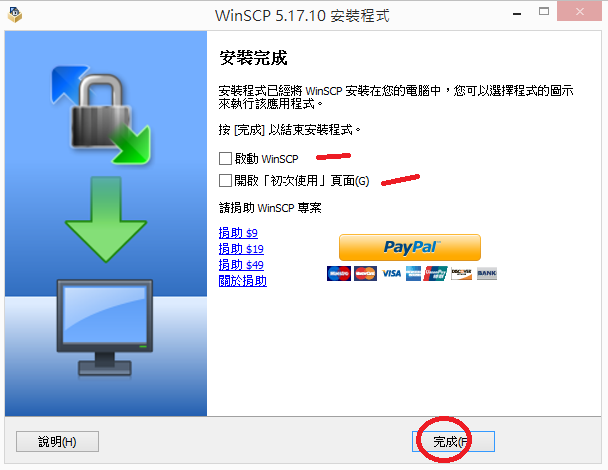 WinSCP 5.17.10 安裝程式
安裝完成
安裝程式已經將 WinSCP 安裝在您的電腦中，您可以選擇程式的圖示
來執行該應用程式。
按 [完成] 以結束安裝程式。
啟動 WinSCP
開啟「初次使用」頁面(G)
請捐助 WinSCP 專案
捐助 $9
捐助 $19
捐助 $49
關於捐助
PayPal
Maestro MasterCard VISA UnionPay DISCOVER BANK
說明(H)
完成(F)